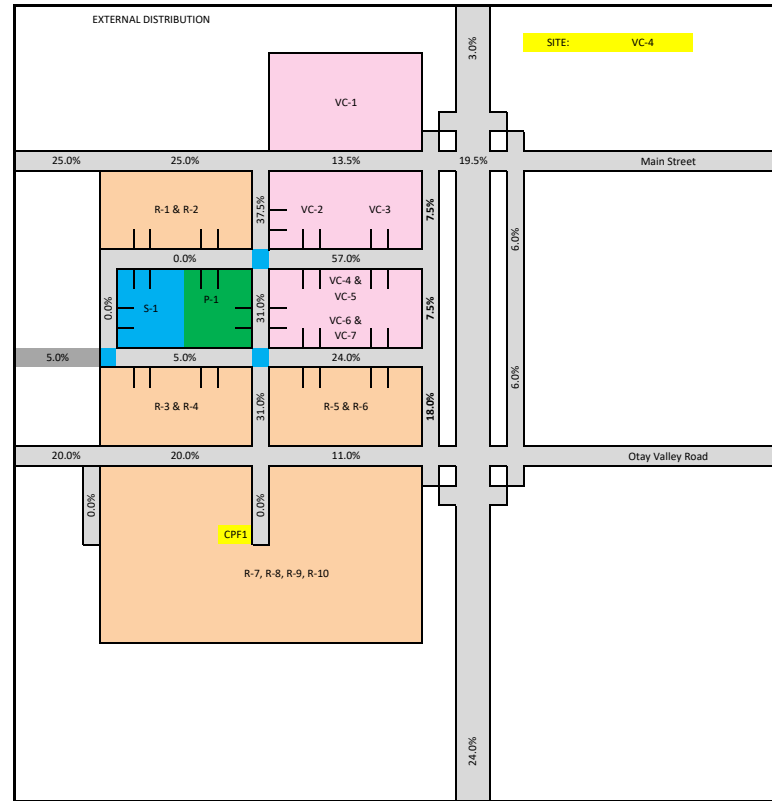 EXTERNAL DISTRIBUTION
SITE: VC-4
3.0%
VC-1
25.0% 25.0% 13.5% 19.5% Main Street
37.5%
7.5%
R-1 & R-2
VC-2 VC-3
6.0%
0.0% 57.0%
VC-4 &
VC-5
VC-6 &
VC-7
0.0%
S-1
P-1
31.0%
7.5%
5.0% 5.0% 24.0%
6.0%
R-3 & R-4
31.0%
R-5 & R-6
18.0%
20.0% 20.0% 11.0% Otay Valley Road
0.0%
0.0%
CPF1
R-7, R-8, R-9, R-10
24.0%